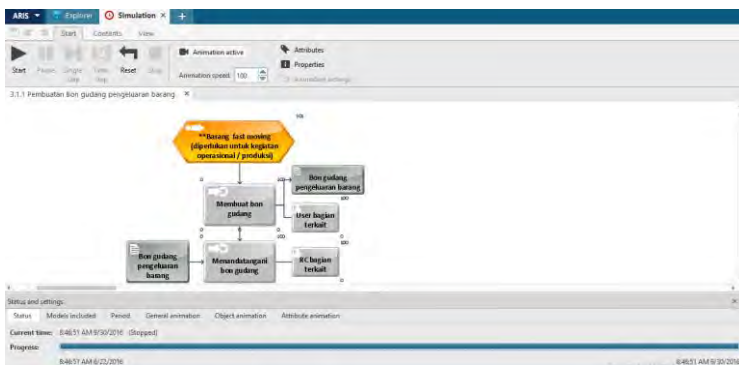 ARIS
Explorer
Simulation
Start
Contents
View
Start
Pause
Single step
Time step
Reset
Stop
Animation active
Animation speed: 100
Attributes
Properties
3.1.1 Pembuatan Bon gudang pengeluaran barang
**Barang fast moving
(diperlukan untuk kegiatan
operasional / produksi)
Bon gudang
pengeluaran barang
Membuat bon
gudang
User bagian
terkait
Bon gudang
pengeluaran
barang
Menandatangani
bon gudang
RC bagian
terkait
Status and settings
Status
Models included
Period
General animation
Object animation
Attribute animation
Current time: 8:46:51 AM 9/30/2016 (Stopped)
Progress:
8:46:51 AM 6/22/2016
8:46:51 AM 9/30/2016